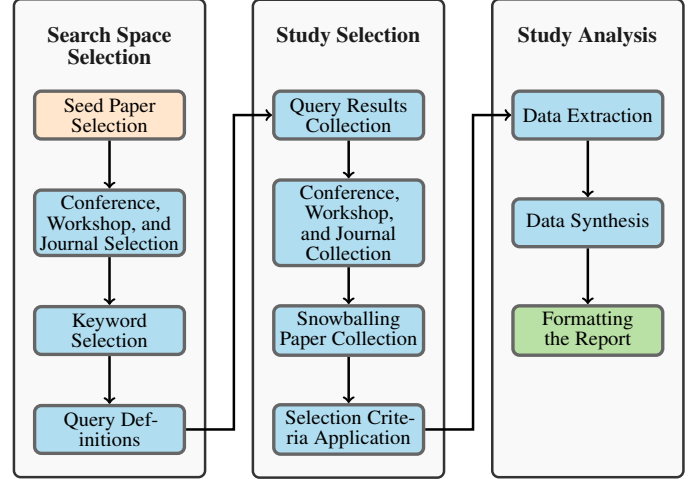 Search Space
Selection
Seed Paper
Selection
Conference,
Workshop, and
Journal Selection
Keyword
Selection
Query Def-
initions
Study Selection
Query Results
Collection
Conference,
Workshop,
and Journal
Collection
Snowballing
Paper Collection
Selection Crite-
ria Application
Study Analysis
Data Extraction
Data Synthesis
Formatting
the Report